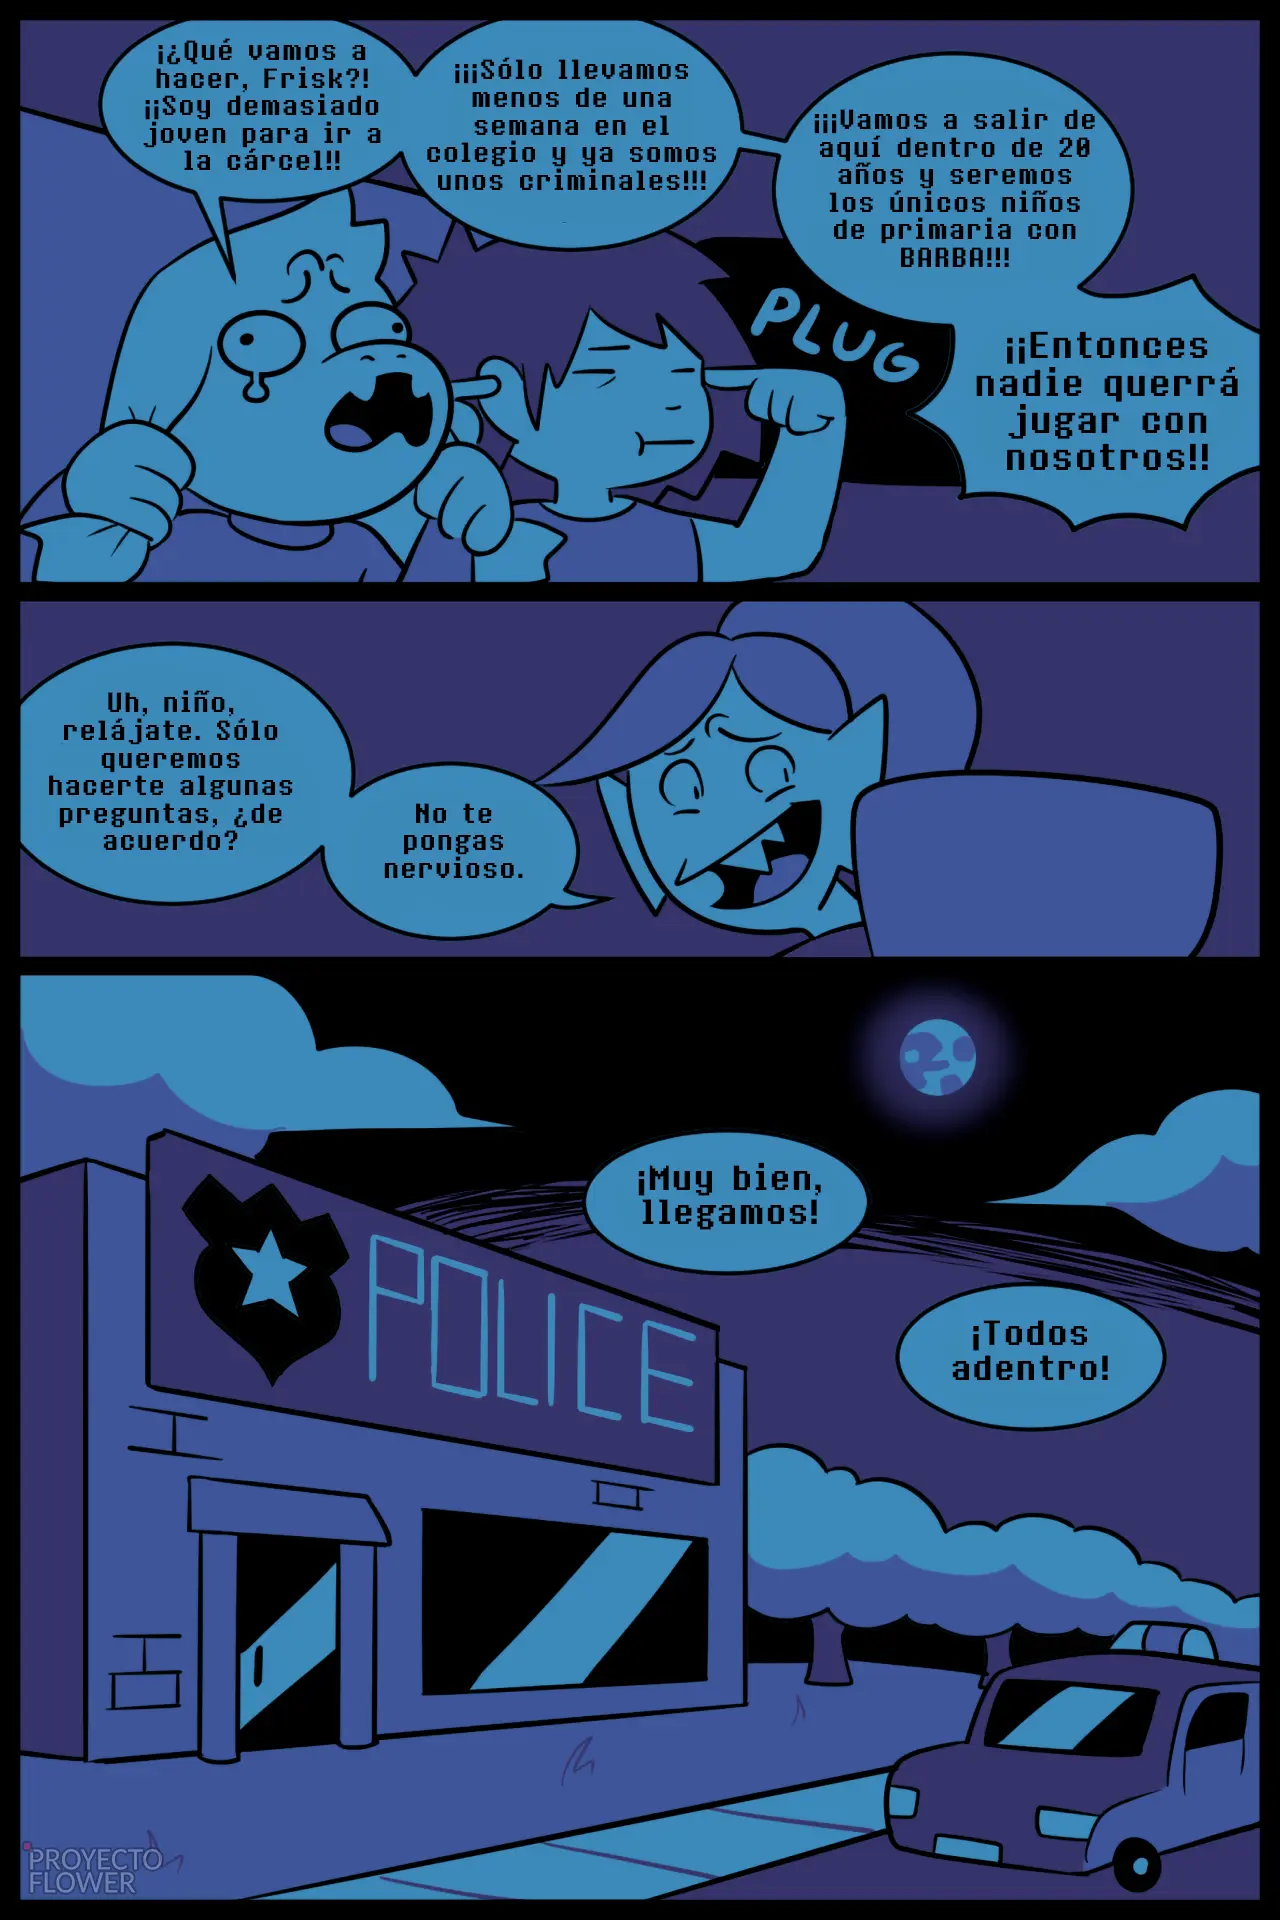 ¡¿Qué vamos a
hacer, Frisk?!
¡¡Soy demasiado
joven para ir a
la cárcel!!
¡¡¡Sólo llevamos
menos de una
semana en el
colegio y ya somos
unos criminales!!!
¡¡¡Vamos a salir de
aquí dentro de 20
años y seremos
los únicos niños
de primaria con
BARBA!!!
PLUG
¡¡Entonces
nadie querrá
jugar con
nosotros!!
Uh, niño,
relájate. Sólo
queremos
hacerte algunas
preguntas, ¿de
acuerdo?
No te
pongas
nervioso.
¡Muy bien,
llegamos!
¡Todos
adentro!
POLICE
PROYECTO
FLOWER